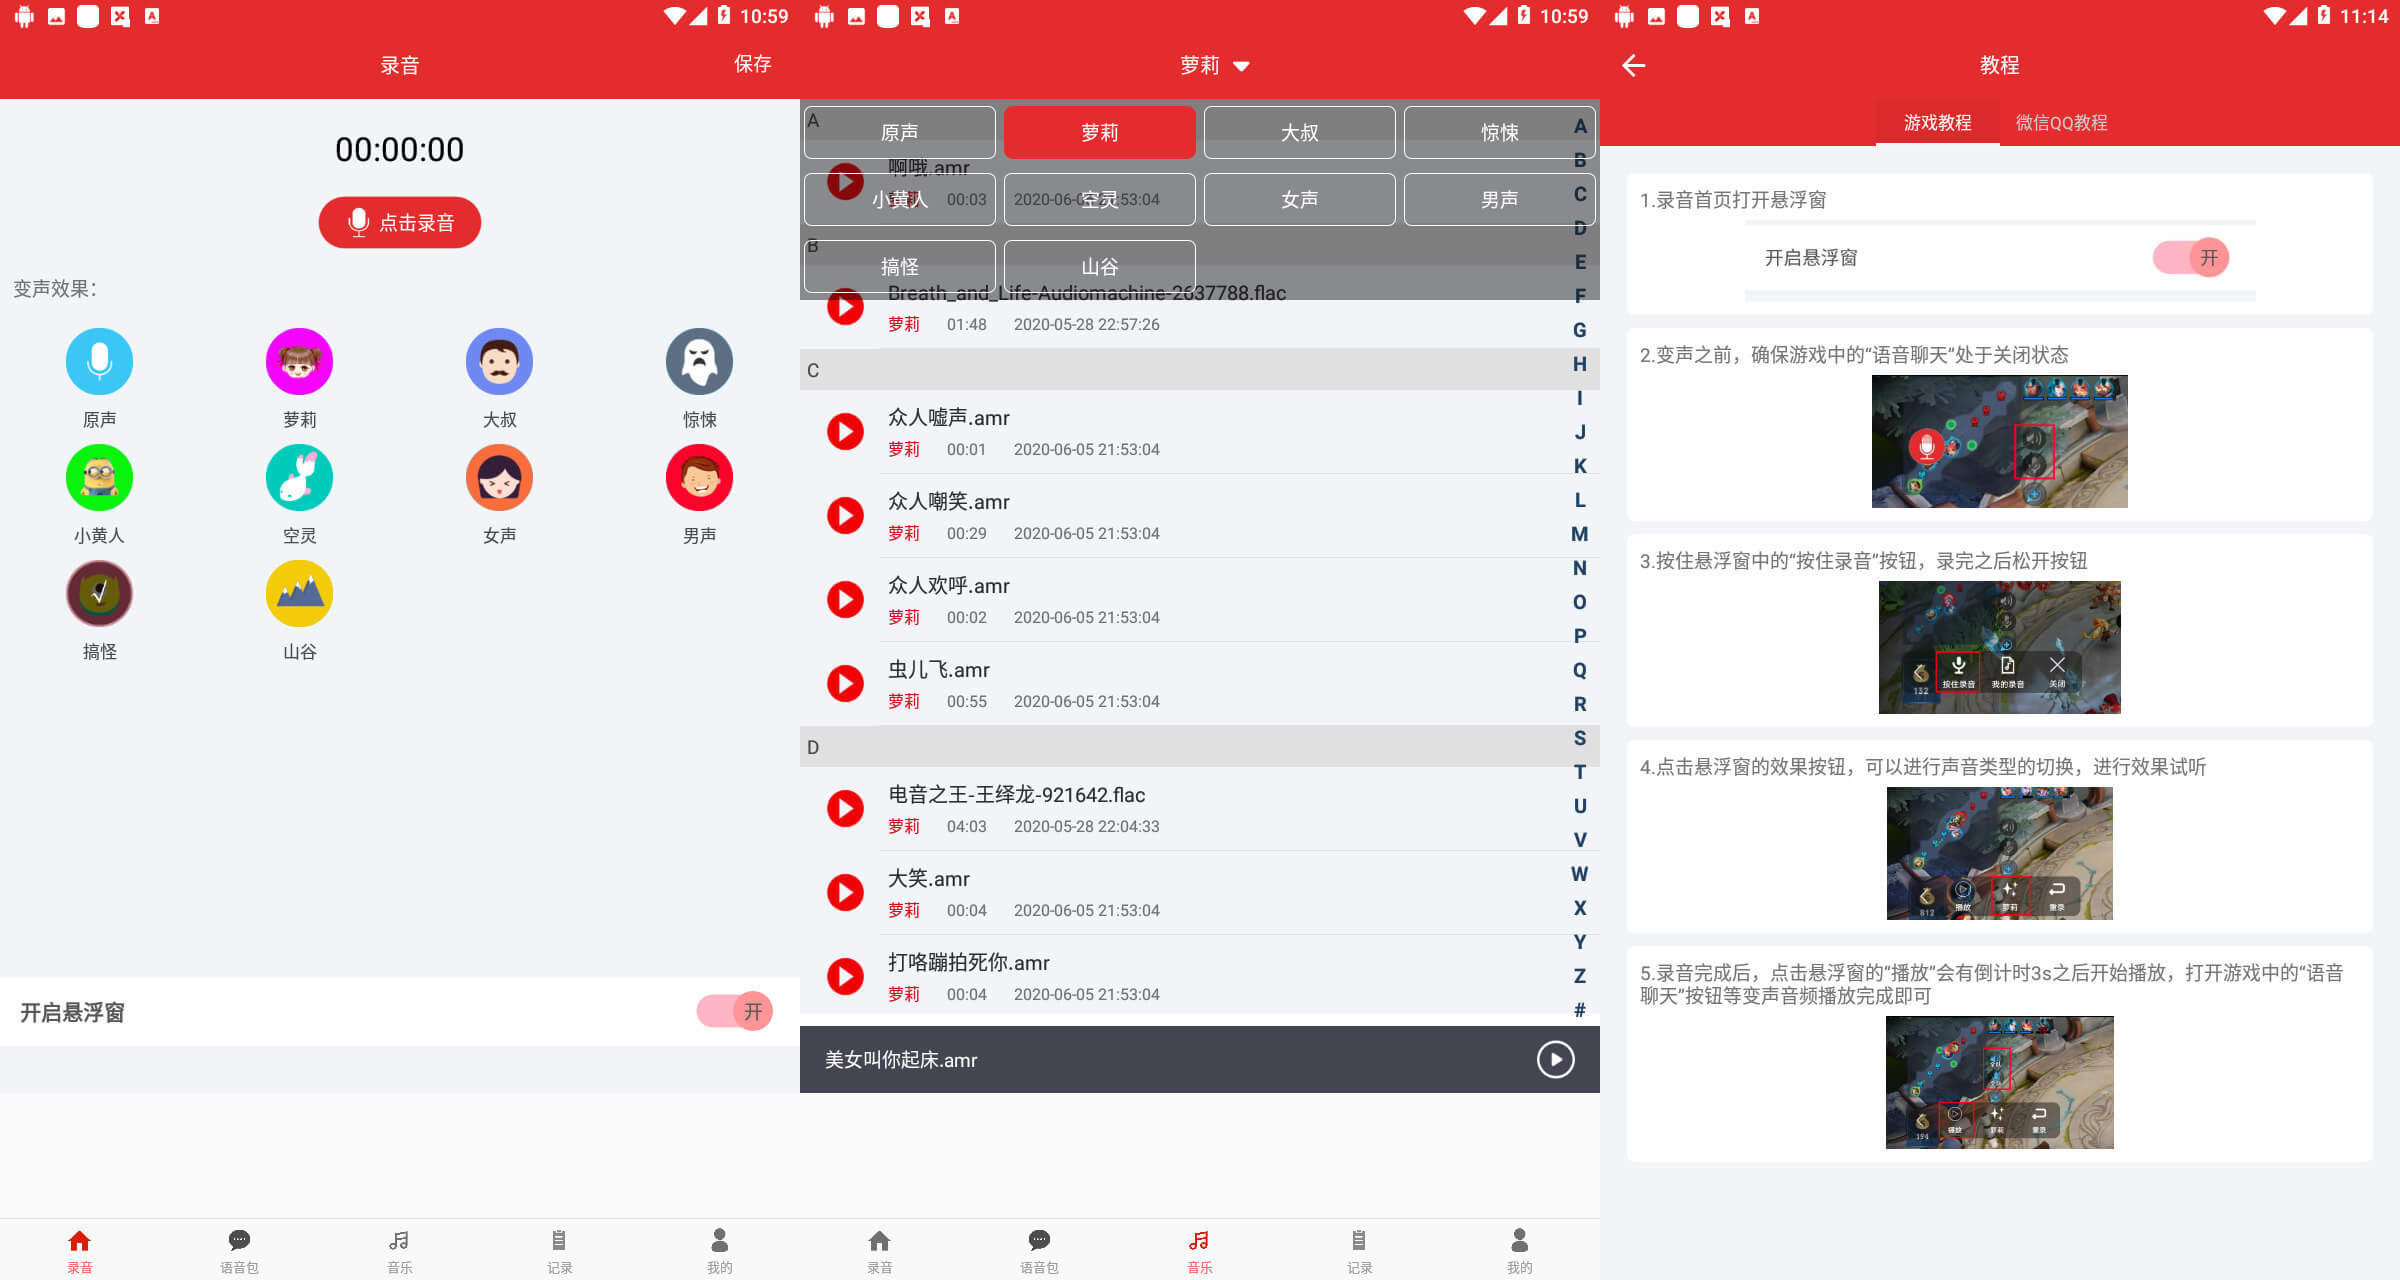 10:59
录音
保存
00:00:00
点击录音
变声效果：
原声
萝莉
大叔
惊悚
小黄人
空灵
女声
男声
搞怪
山谷
开启悬浮窗
开
录音
语音包
音乐
记录
我的
10:59
萝莉
A
原声
萝莉
大叔
惊悚
啊哦.amr
小黄人
空灵
女声
男声
萝莉 00:03
53:04
B
搞怪
山谷
Breath_and_Life-Audiomachine-2637788.flac
萝莉 01:48 2020-05-28 22:57:26
C
众人嘘声.amr
萝莉 00:01 2020-06-05 21:53:04
众人嘲笑.amr
萝莉 00:29 2020-06-05 21:53:04
众人欢呼.amr
萝莉 00:02 2020-06-05 21:53:04
虫儿飞.amr
萝莉 00:55 2020-06-05 21:53:04
D
电音之王-王绎龙-921642.flac
萝莉 04:03 2020-05-28 22:04:33
大笑.amr
萝莉 00:04 2020-06-05 21:53:04
打咯蹦拍死你.amr
萝莉 00:04 2020-06-05 21:53:04
A
B
C
D
E
F
G
H
I
J
K
L
M
N
O
P
Q
R
S
T
U
V
W
X
Y
Z
#
美女叫你起床.amr
录音
语音包
音乐
记录
我的
11:14
教程
游戏教程
微信QQ教程
1.录音首页打开悬浮窗
开启悬浮窗
开
2.变声之前，确保游戏中的“语音聊天”处于关闭状态
3.按住悬浮窗中的“按住录音”按钮，录完之后松开按钮
132
按住录音
我的录音
关闭
4.点击悬浮窗的效果按钮，可以进行声音类型的切换，进行效果试听
812
播放
萝莉
重录
5.录音完成后，点击悬浮窗的“播放”会有倒计时3s之后开始播放，打开游戏中的“语音
聊天”按钮等变声音频播放完成即可
194
播放
萝莉
重录